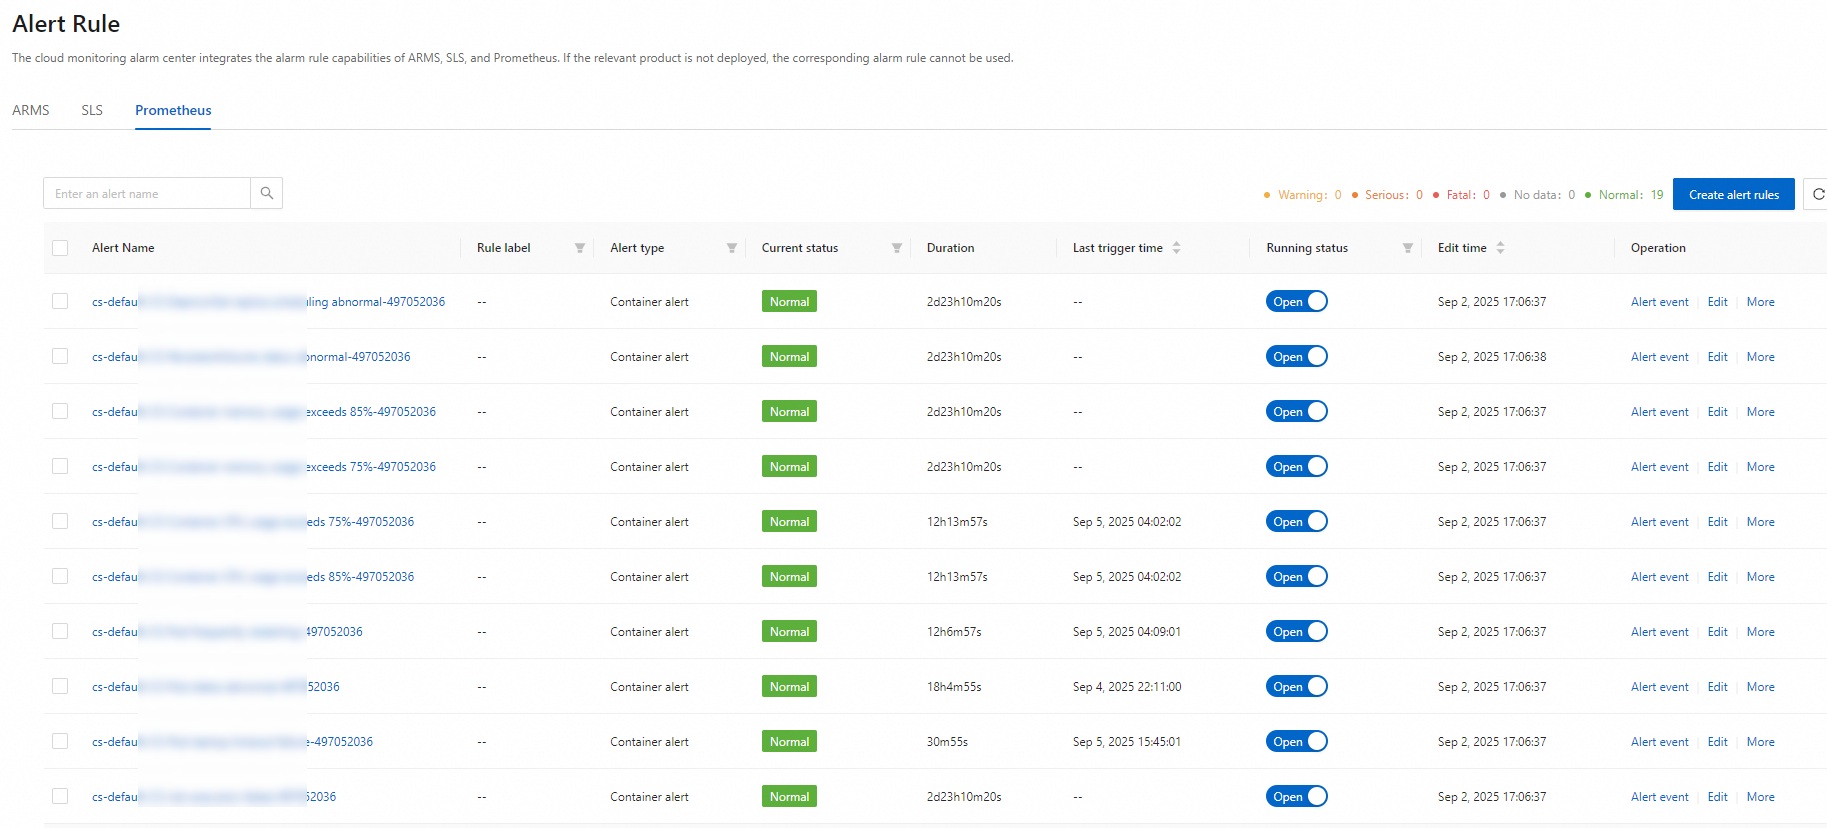 Alert Rule
The cloud monitoring alarm center integrates the alarm rule capabilities of ARMS, SLS, and Prometheus. If the relevant product is not deployed, the corresponding alarm rule cannot be used.
ARMS SLS Prometheus
Enter an alert name Warning: 0 Serious: 0 Fatal: 0 No data: 0 Normal: 19 Create alert rules
Alert Name Rule label Alert type Current status Duration Last trigger time Running status Edit time Operation
cs-defau ling abnormal-497052036 -- Container alert Normal 2d23h10m20s -- Open Sep 2, 2025 17:06:37 Alert event Edit More
cs-defau normal-497052036 -- Container alert Normal 2d23h10m20s -- Open Sep 2, 2025 17:06:38 Alert event Edit More
cs-defau exceeds 85%-497052036 -- Container alert Normal 2d23h10m20s -- Open Sep 2, 2025 17:06:37 Alert event Edit More
cs-defau exceeds 75%-497052036 -- Container alert Normal 2d23h10m20s -- Open Sep 2, 2025 17:06:37 Alert event Edit More
cs-defau eds 75%-497052036 -- Container alert Normal 12h13m57s Sep 5, 2025 04:02:02 Open Sep 2, 2025 17:06:37 Alert event Edit More
cs-defau eds 85%-497052036 -- Container alert Normal 12h13m57s Sep 5, 2025 04:02:02 Open Sep 2, 2025 17:06:37 Alert event Edit More
cs-defau 497052036 -- Container alert Normal 12h6m57s Sep 5, 2025 04:09:01 Open Sep 2, 2025 17:06:37 Alert event Edit More
cs-defau 52036 -- Container alert Normal 18h4m55s Sep 4, 2025 22:11:00 Open Sep 2, 2025 17:06:37 Alert event Edit More
cs-defau e-497052036 -- Container alert Normal 30m55s Sep 5, 2025 15:45:01 Open Sep 2, 2025 17:06:37 Alert event Edit More
cs-defau 52036 -- Container alert Normal 2d23h10m20s -- Open Sep 2, 2025 17:06:37 Alert event Edit More